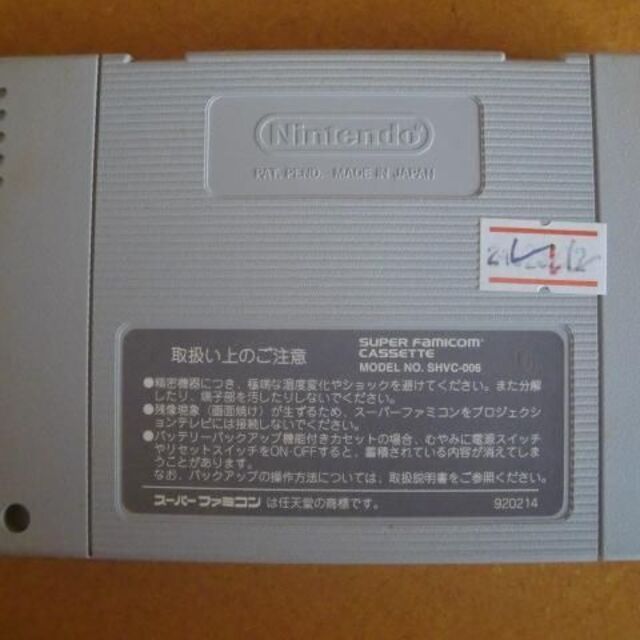 Nintendo
PAT. PEND. MADE IN JAPAN
取扱い上のご注意
SUPER FAMICOM
CASSETTE
MODEL NO. SHVC-006
●精密機器につき、極端な温度変化やショックを避けてください。また分解
したり、端子部を汚したりしないでください。
●残像現象（画面焼け）が生ずるため、スーパーファミコンをプロジェクシ
ョンテレビには接続しないでください。
●バッテリーバックアップ機能付きカセットの場合、むやみに電源スイッチ
やリセットスイッチをON・OFFすると、蓄積されている内容が消えてしま
うことがあります。
なお、バックアップの操作方法については、取扱説明書をご参照ください。
スーパーファミコン は任天堂の商標です。
920214